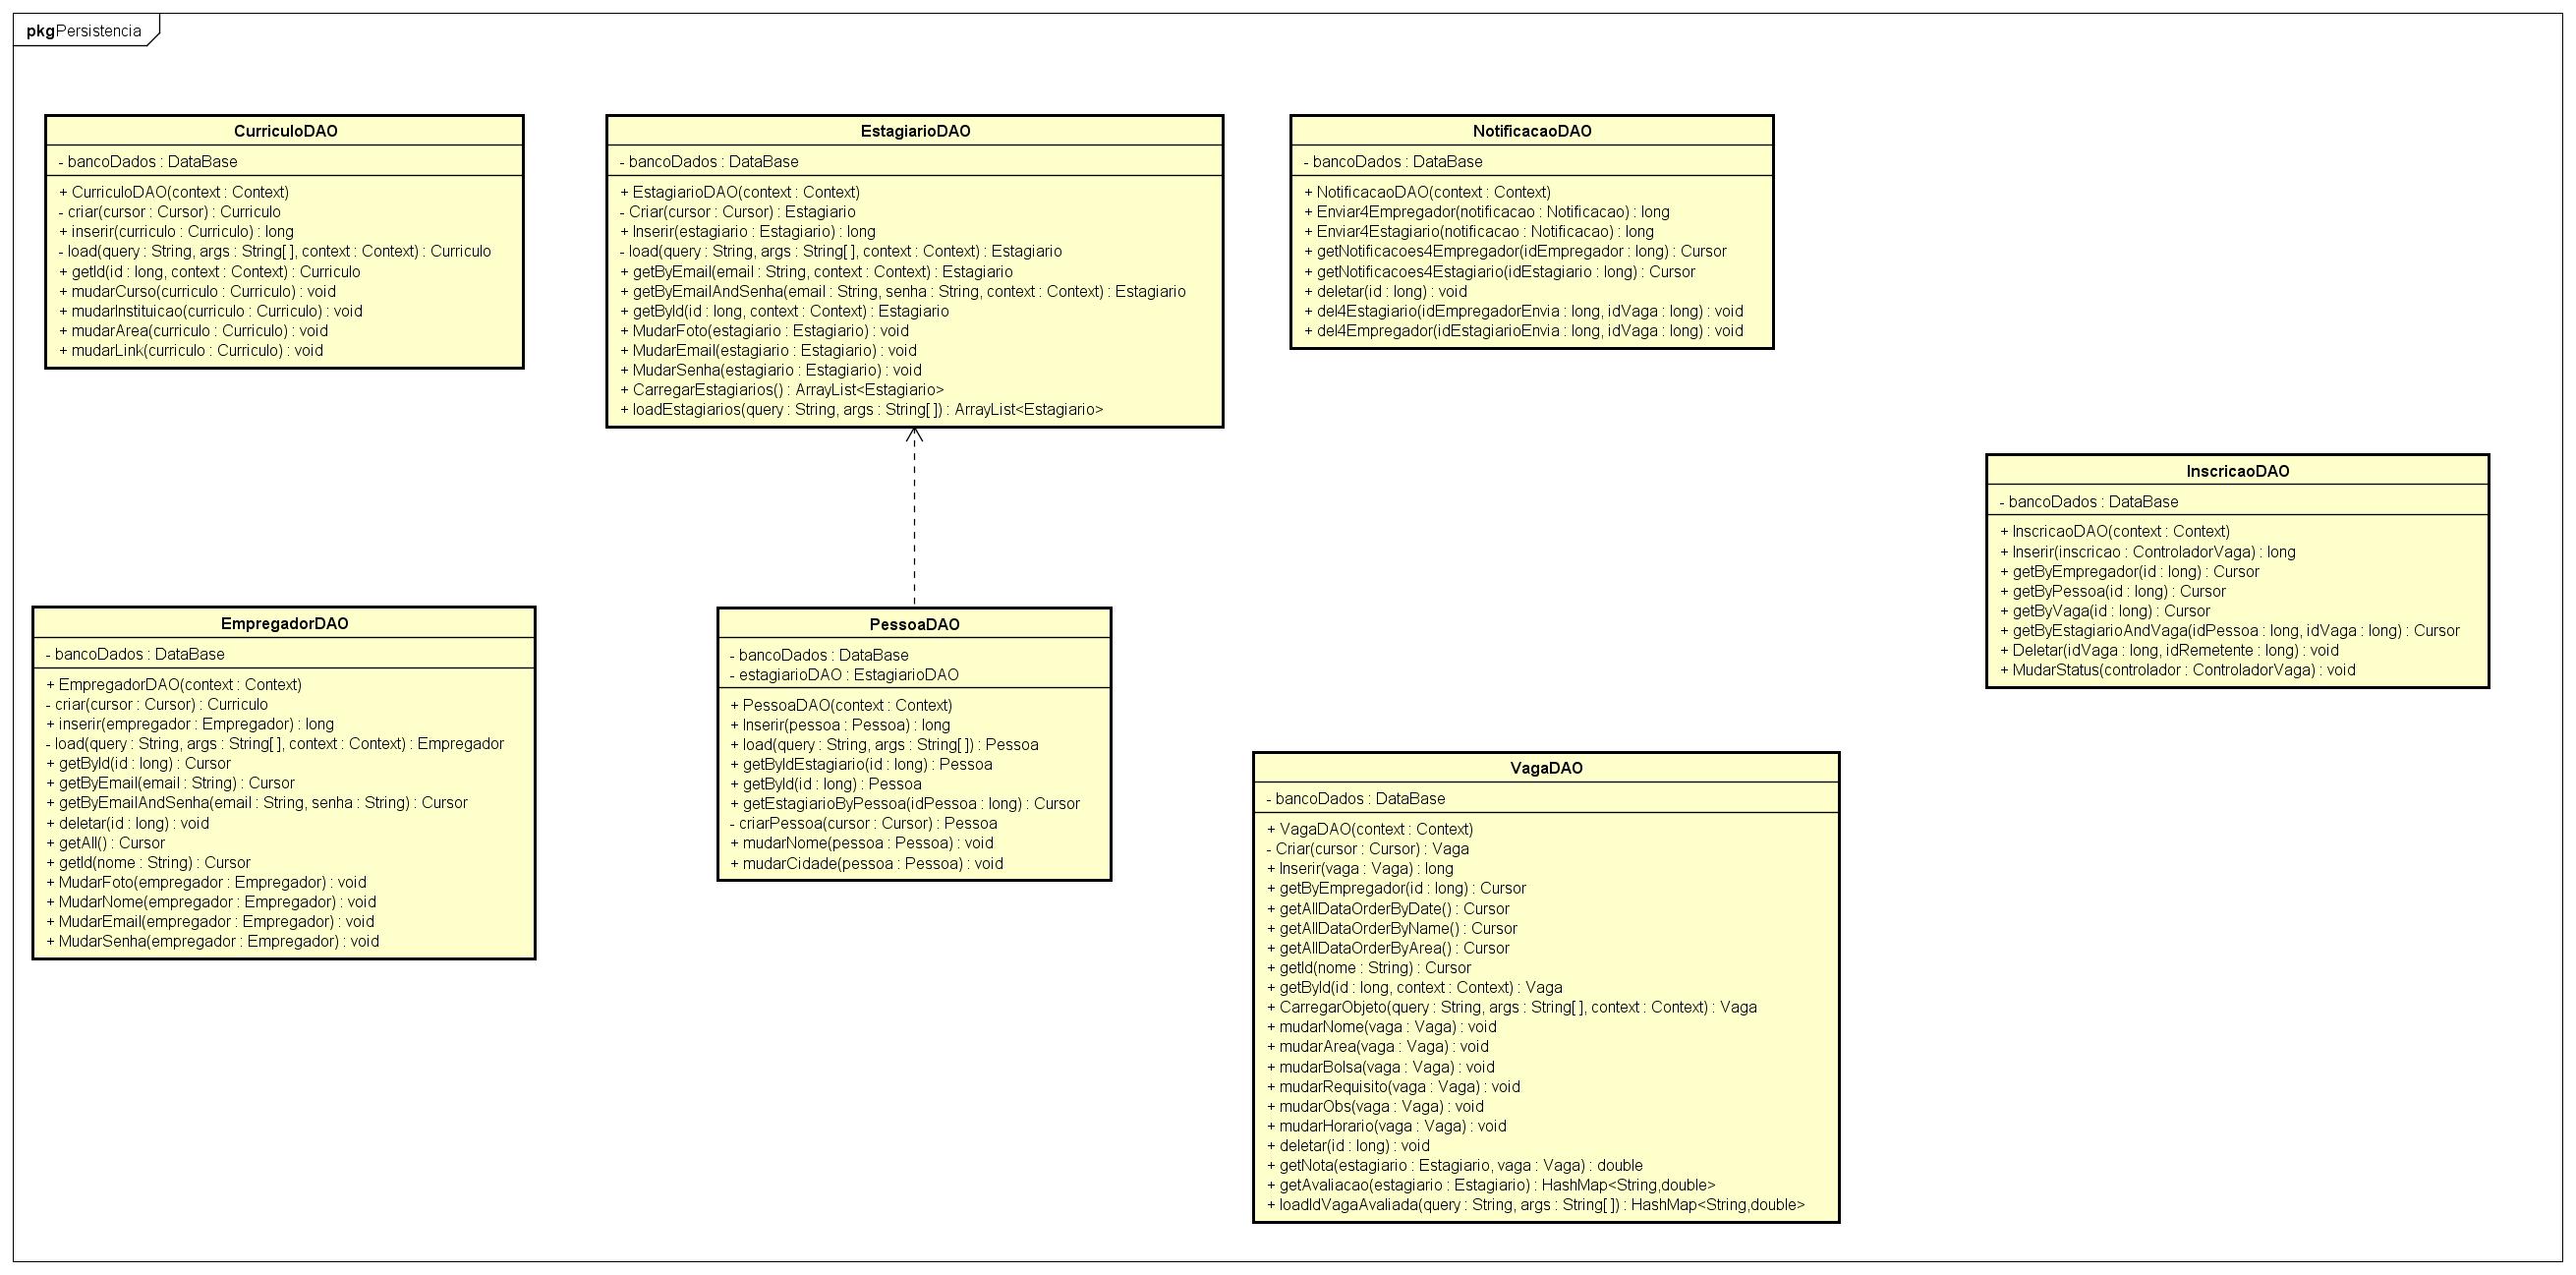 pkg Persistencia
CurriculoDAO
- bancoDados : DataBase
+ CurriculoDAO(context : Context)
- criar(cursor : Cursor) : Curriculo
+ inserir(curriculo : Curriculo) : long
- load(query : String, args : String[ ], context : Context) : Curriculo
+ getId(id : long, context : Context) : Curriculo
+ mudarCurso(curriculo : Curriculo) : void
+ mudarInstituicao(curriculo : Curriculo) : void
+ mudarArea(curriculo : Curriculo) : void
+ mudarLink(curriculo : Curriculo) : void
EstagiarioDAO
- bancoDados : DataBase
+ EstagiarioDAO(context : Context)
- Criar(cursor : Cursor) : Estagiario
+ Inserir(estagiario : Estagiario) : long
- load(query : String, args : String[ ], context : Context) : Estagiario
+ getByEmail(email : String, context : Context) : Estagiario
+ getByEmailAndSenha(email : String, senha : String, context : Context) : Estagiario
+ getById(id : long, context : Context) : Estagiario
+ MudarFoto(estagiario : Estagiario) : void
+ MudarEmail(estagiario : Estagiario) : void
+ MudarSenha(estagiario : Estagiario) : void
+ CarregarEstagiarios() : ArrayList<Estagiario>
+ loadEstagiarios(query : String, args : String[ ]) : ArrayList<Estagiario>
NotificacaoDAO
- bancoDados : DataBase
+ NotificacaoDAO(context : Context)
+ Enviar4Empregador(notificacao : Notificacao) : long
+ Enviar4Estagiario(notificacao : Notificacao) : long
+ getNotificacoes4Empregador(idEmpregador : long) : Cursor
+ getNotificacoes4Estagiario(idEstagiario : long) : Cursor
+ deletar(id : long) : void
+ del4Estagiario(idEmpregadorEnvia : long, idVaga : long) : void
+ del4Empregador(idEstagiarioEnvia : long, idVaga : long) : void
InscricaoDAO
- bancoDados : DataBase
+ InscricaoDAO(context : Context)
+ Inserir(inscricao : ControladorVaga) : long
+ getByEmpregador(id : long) : Cursor
+ getByPessoa(id : long) : Cursor
+ getByVaga(id : long) : Cursor
+ getByEstagiarioAndVaga(idPessoa : long, idVaga : long) : Cursor
+ Deletar(idVaga : long, idRemetente : long) : void
+ MudarStatus(controlador : ControladorVaga) : void
EmpregadorDAO
- bancoDados : DataBase
+ EmpregadorDAO(context : Context)
- criar(cursor : Cursor) : Curriculo
+ inserir(empregador : Empregador) : long
- load(query : String, args : String[ ], context : Context) : Empregador
+ getById(id : long) : Cursor
+ getByEmail(email : String) : Cursor
+ getByEmailAndSenha(email : String, senha : String) : Cursor
+ deletar(id : long) : void
+ getAll() : Cursor
+ getId(nome : String) : Cursor
+ MudarFoto(empregador : Empregador) : void
+ MudarNome(empregador : Empregador) : void
+ MudarEmail(empregador : Empregador) : void
+ MudarSenha(empregador : Empregador) : void
PessoaDAO
- bancoDados : DataBase
- estagiarioDAO : EstagiarioDAO
+ PessoaDAO(context : Context)
+ Inserir(pessoa : Pessoa) : long
+ load(query : String, args : String[ ]) : Pessoa
+ getByIdEstagiario(id : long) : Pessoa
+ getById(id : long) : Pessoa
+ getEstagiarioByPessoa(idPessoa : long) : Cursor
- criarPessoa(cursor : Cursor) : Pessoa
+ mudarNome(pessoa : Pessoa) : void
+ mudarCidade(pessoa : Pessoa) : void
VagaDAO
- bancoDados : DataBase
+ VagaDAO(context : Context)
- Criar(cursor : Cursor) : Vaga
+ Inserir(vaga : Vaga) : long
+ getByEmpregador(id : long) : Cursor
+ getAllDataOrderByDate() : Cursor
+ getAllDataOrderByName() : Cursor
+ getAllDataOrderByArea() : Cursor
+ getId(nome : String) : Cursor
+ getById(id : long, context : Context) : Vaga
+ CarregarObjeto(query : String, args : String[ ], context : Context) : Vaga
+ mudarNome(vaga : Vaga) : void
+ mudarArea(vaga : Vaga) : void
+ mudarBolsa(vaga : Vaga) : void
+ mudarRequisito(vaga : Vaga) : void
+ mudarObs(vaga : Vaga) : void
+ mudarHorario(vaga : Vaga) : void
+ deletar(id : long) : void
+ getNota(estagiario : Estagiario, vaga : Vaga) : double
+ getAvaliacao(estagiario : Estagiario) : HashMap<String,double>
+ loadIdVagaAvaliada(query : String, args : String[ ]) : HashMap<String,double>